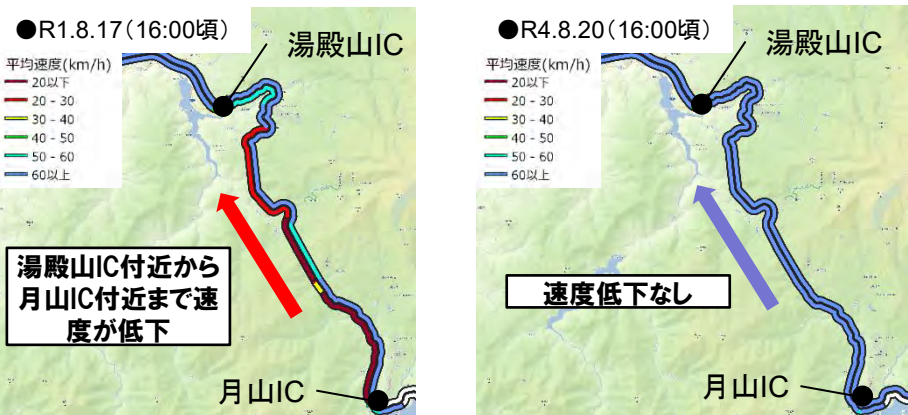 ●R1.8.17(16:00頃)
湯殿山IC
平均速度(km/h)
20以下
20 - 30
30 - 40
40 - 50
50 - 60
60以上
湯殿山IC付近から
月山IC付近まで速
度が低下
月山IC
●R4.8.20(16:00頃)
湯殿山IC
平均速度(km/h)
20以下
20 - 30
30 - 40
40 - 50
50 - 60
60以上
速度低下なし
月山IC